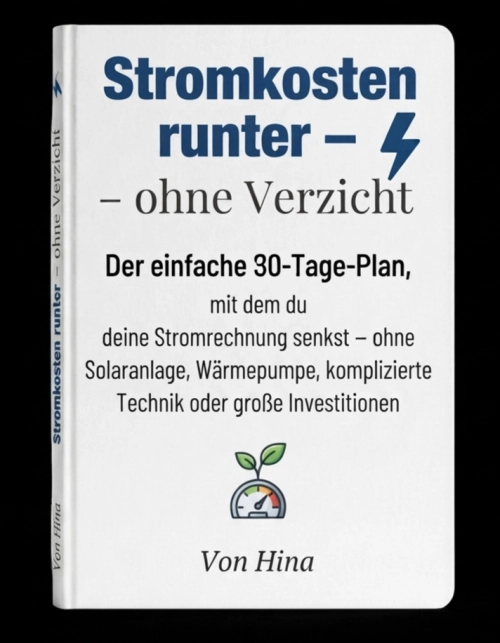 Stromkosten
runter –
– ohne Verzicht
Der einfache 30-Tage-Plan,
mit dem du
deine Stromrechnung senkst – ohne
Solaranlage, Wärmepumpe, komplizierte
Technik oder große Investitionen
Von Hina
Stromkosten runter – ohne Verzicht
Von Hina